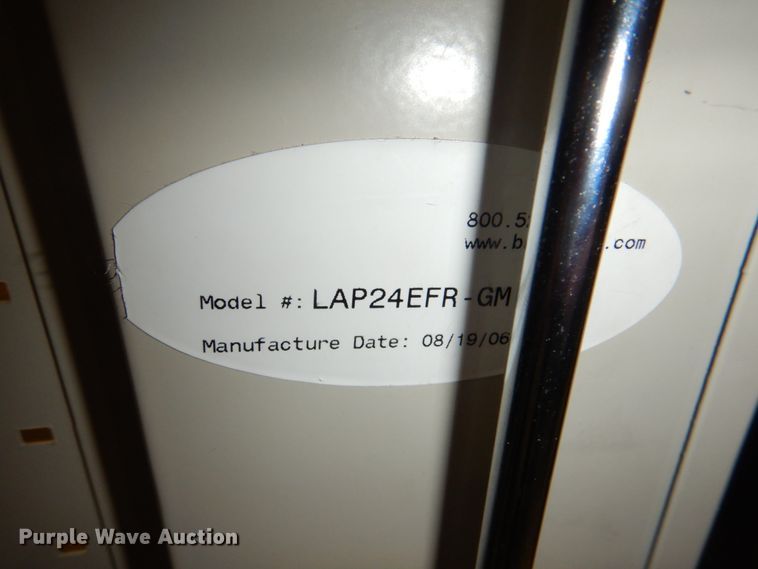 800.5
www.b .com
Model #: LAP24EFR-GM
Manufacture Date: 08/19/06
Purple Wave Auction